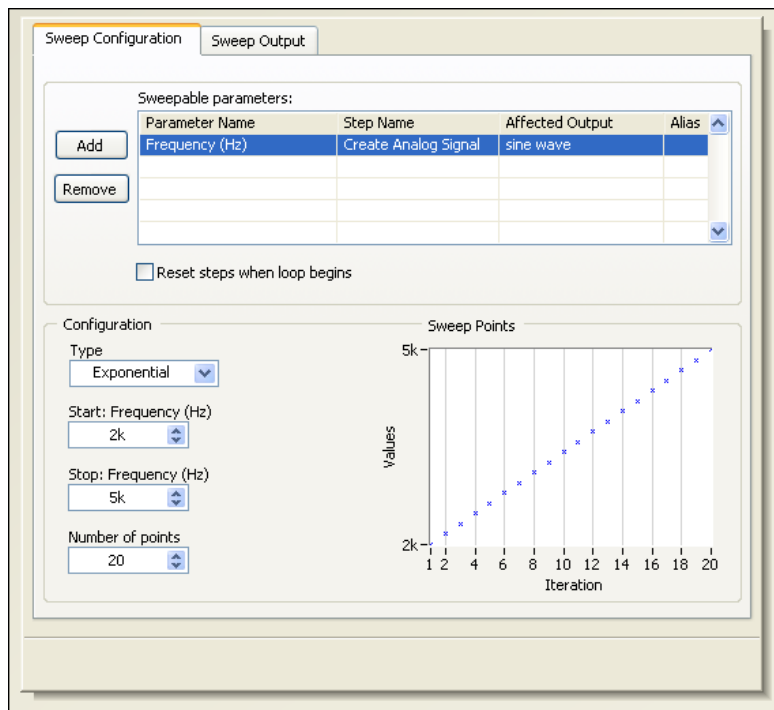 Sweep Configuration
Sweep Output
Sweepable parameters:
Parameter Name Step Name Affected Output Alias
Add
Frequency (Hz) Create Analog Signal sine wave
Remove
Reset steps when loop begins
Configuration
Type
Exponential
Start: Frequency (Hz)
2k
Stop: Frequency (Hz)
5k
Number of points
20
Sweep Points
5k
Values
2k
1 2 4 6 8 10 12 14 16 18 20
Iteration